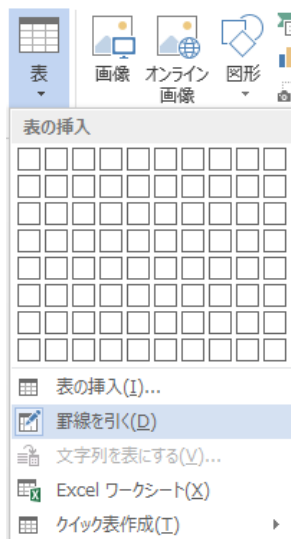 表
画像
オンライン
画像
図形
表の挿入
表の挿入(I)...
罫線を引く(D)
文字列を表にする(V)...
Excel ワークシート(X)
クイック表作成(T)